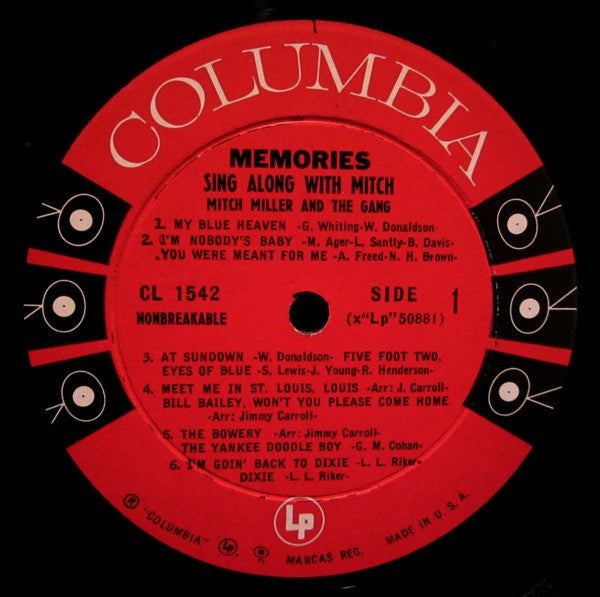 COLUMBIA
MEMORIES
SING ALONG WITH MITCH
MITCH MILLER AND THE GANG
1. MY BLUE HEAVEN -G. Whiting-W. Donaldson-
2. I'M NOBODY'S BABY -M. Ager-L. Santly-B. Davis-
YOU WERE MEANT FOR ME -A. Freed-N. H. Brown-
CL 1542 SIDE 1
NONBREAKABLE (x"Lp"50881)
3. AT SUNDOWN -W. Donaldson- FIVE FOOT TWO,
EYES OF BLUE -S. Lewis-J. Young-R. Henderson-
4. MEET ME IN ST. LOUIS, LOUIS -Arr: J. Carroll-
BILL BAILEY, WON'T YOU PLEASE COME HOME
-Arr: Jimmy Carroll-
5. THE BOWERY -Arr: Jimmy Carroll-
THE YANKEE DOODLE BOY -G. M. Cohan-
6. I'M GOIN' BACK TO DIXIE -L. L. Riker-
DIXIE -L. L. Riker-
Lp
® "COLUMBIA" Lp MARCAS REG. MADE IN U.S.A.